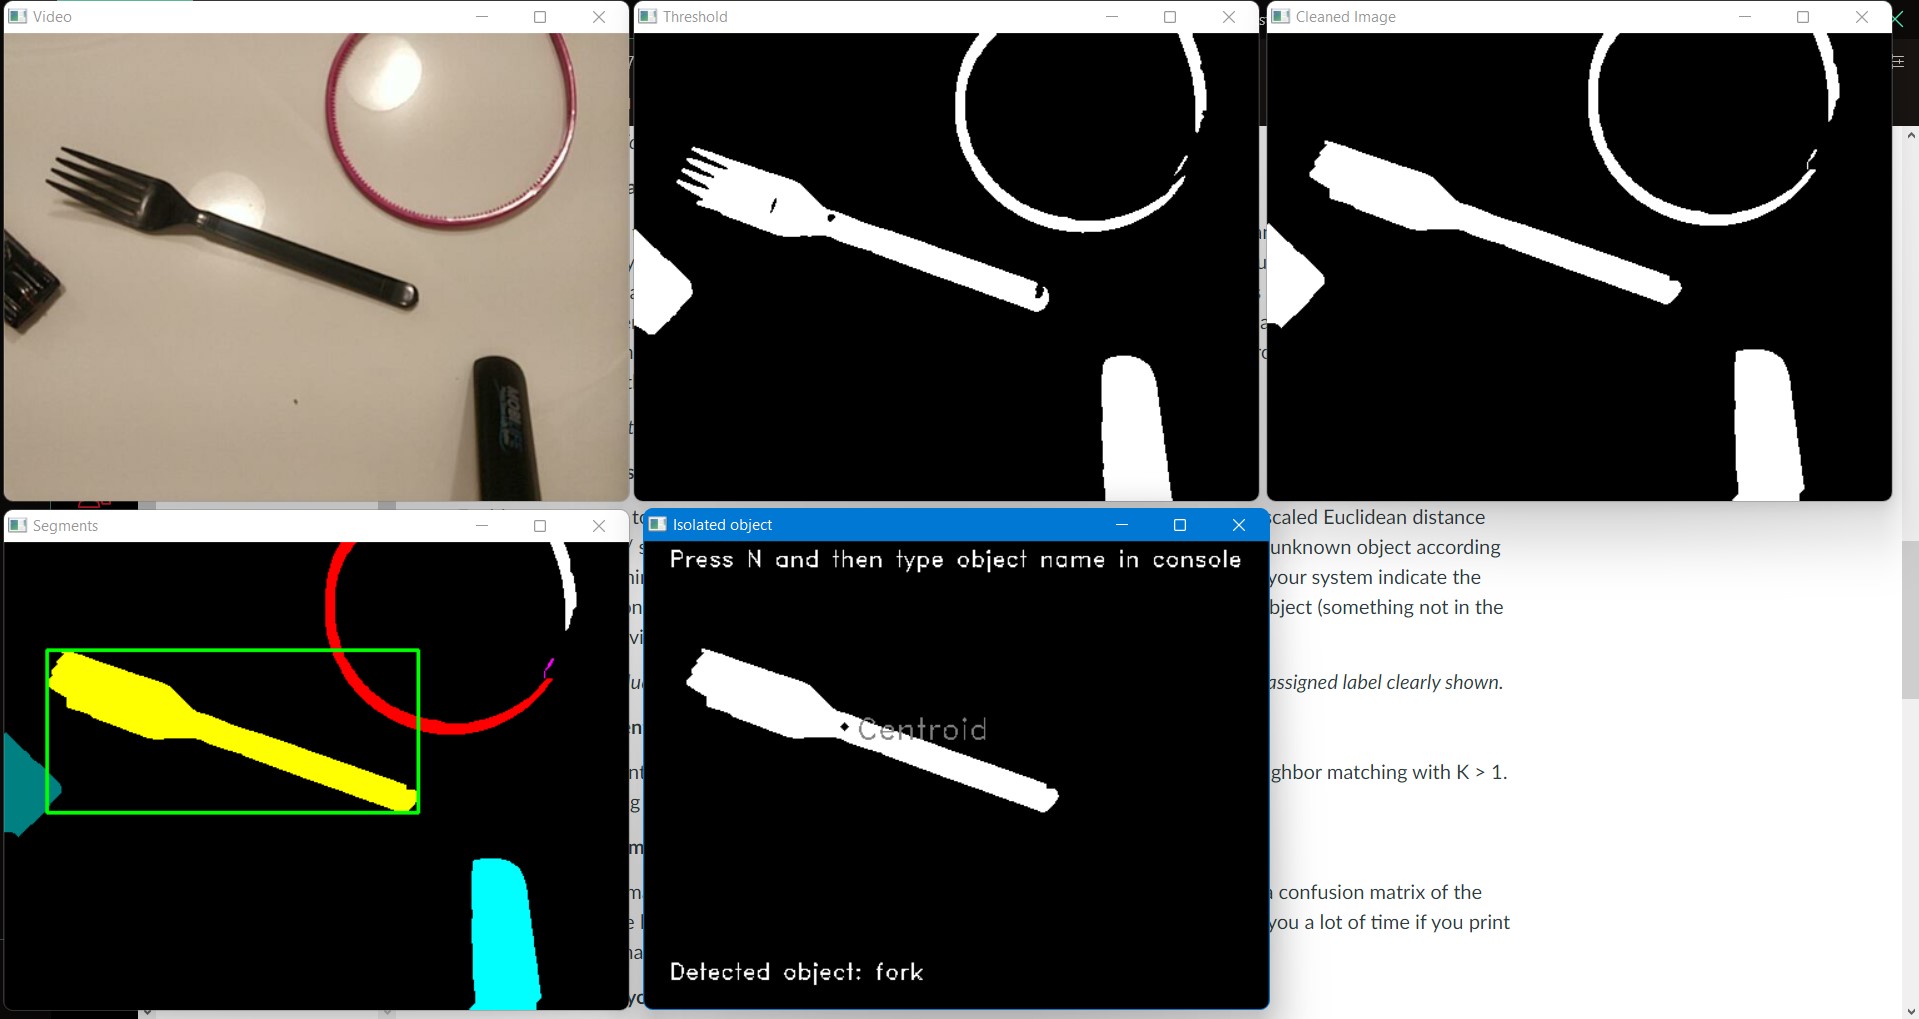 Video
Threshold
Cleaned Image
Segments
Isolated object
Press N and then type object name in console
Centroid
Detected object: fork
scaled Euclidean distance
unknown object according
your system indicate the
bject (something not in the
assigned label clearly shown.
ghbor matching with K > 1.
a confusion matrix of the
you a lot of time if you print